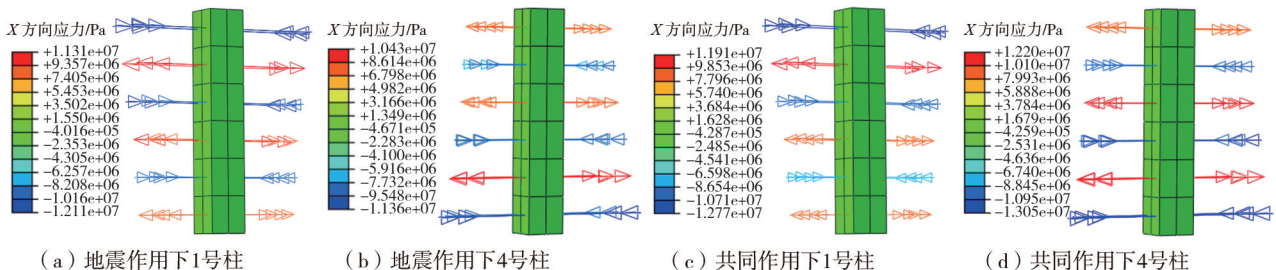 X方向应力/Pa
+1.131e+07
+9.357e+06
+7.405e+06
+5.453e+06
+3.502e+06
+1.550e+06
-4.016e+05
-2.353e+06
-4.305e+06
-6.257e+06
-8.208e+06
-1.016e+07
-1.211e+07
(a)地震作用下1号柱
X方向应力/Pa
+1.043e+07
+8.614e+06
+6.798e+06
+4.982e+06
+3.166e+06
+1.349e+06
-4.671e+05
-2.283e+06
-4.100e+06
-5.916e+06
-7.732e+06
-9.548e+07
-1.136e+07
(b)地震作用下4号柱
X方向应力/Pa
+1.191e+07
+9.853e+06
+7.796e+06
+5.740e+06
+3.684e+06
+1.628e+06
-4.287e+05
-2.485e+06
-4.541e+06
-6.598e+06
-8.654e+06
-1.071e+07
-1.277e+07
(c)共同作用下1号柱
X方向应力/Pa
+1.220e+07
+1.010e+07
+7.993e+06
+5.888e+06
+3.784e+06
+1.679e+06
-4.259e+05
-2.531e+06
-4.636e+06
-6.740e+06
-8.845e+06
-1.095e+07
-1.305e+07
(d)共同作用下4号柱